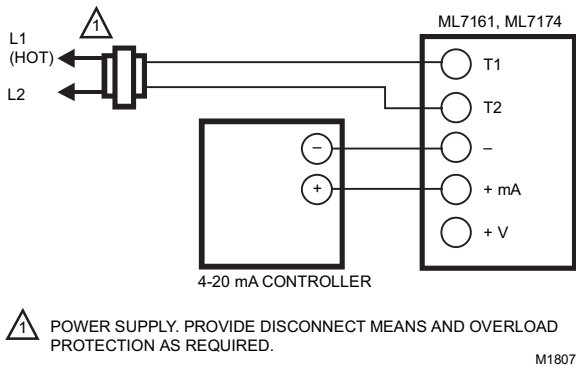 1
ML7161, ML7174
L1
(HOT)
T1
L2
T2
–
–
+
+ mA
+ V
4-20 mA CONTROLLER
1
POWER SUPPLY. PROVIDE DISCONNECT MEANS AND OVERLOAD
PROTECTION AS REQUIRED.
M1807